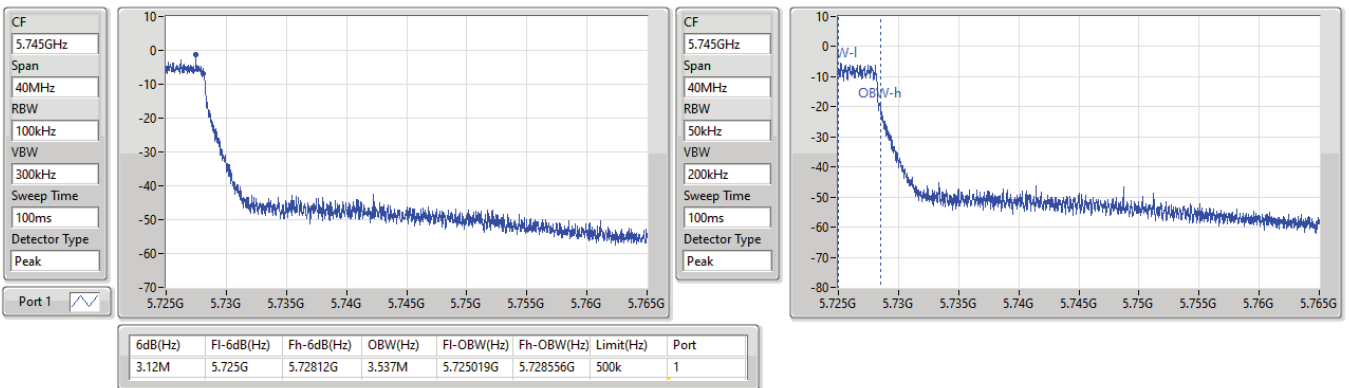 CF
5.745GHz
Span
40MHz
RBW
100kHz
VBW
300kHz
Sweep Time
100ms
Detector Type
Peak
Port 1
10-
0-
-10-
-20-
-30-
-40-
-50-
-60-
-70-
5.725G 5.73G 5.735G 5.74G 5.745G 5.75G 5.755G 5.76G 5.765G
CF
5.745GHz
Span
40MHz
RBW
50kHz
VBW
200kHz
Sweep Time
100ms
Detector Type
Peak
10-
0-
-10-
-20-
-30-
-40-
-50-
-60-
-70-
-80-
W-l
OBW-h
5.725G 5.73G 5.735G 5.74G 5.745G 5.75G 5.755G 5.76G 5.765G
6dB(Hz) Fl-6dB(Hz) Fh-6dB(Hz) OBW(Hz) Fl-OBW(Hz) Fh-OBW(Hz) Limit(Hz) Port
3.12M 5.725G 5.72812G 3.537M 5.725019G 5.728556G 500k 1